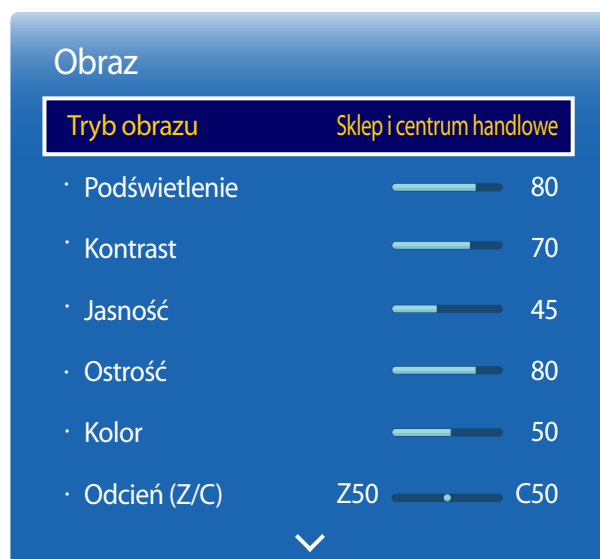 Obraz
Tryb obrazu Sklep i centrum handlowe
· Podświetlenie 80
· Kontrast 70
· Jasność 45
· Ostrość 80
· Kolor 50
· Odcień (Z/C) Z50 C50